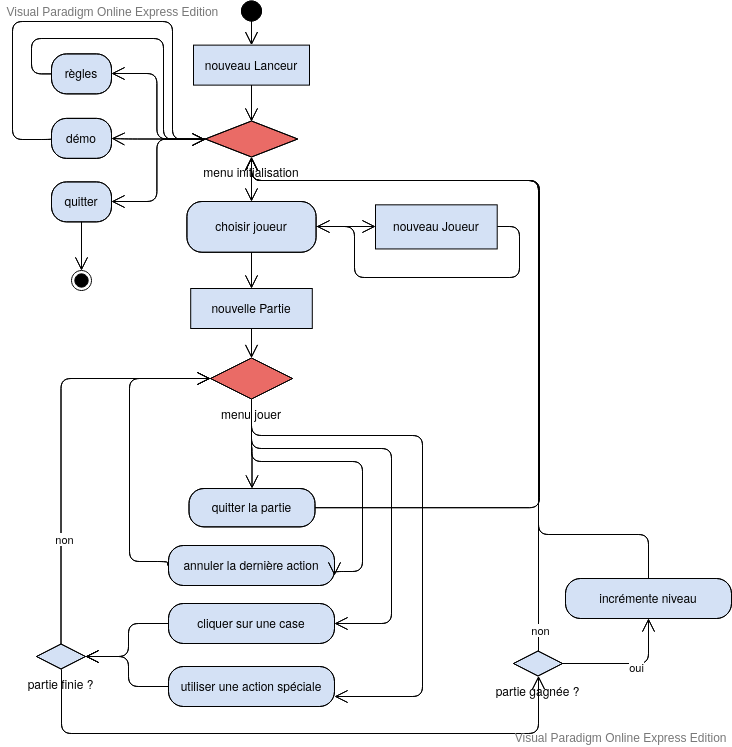 Visual Paradigm Online Express Edition
nouveau Lanceur
règles
démo
menu initialisation
quitter
choisir joueur
nouveau Joueur
nouvelle Partie
menu jouer
quitter la partie
non
annuler la dernière action
incrémente niveau
cliquer sur une case
non
oui
partie finie ?
utiliser une action spéciale
partie gagnée ?
Visual Paradigm Online Express Edition